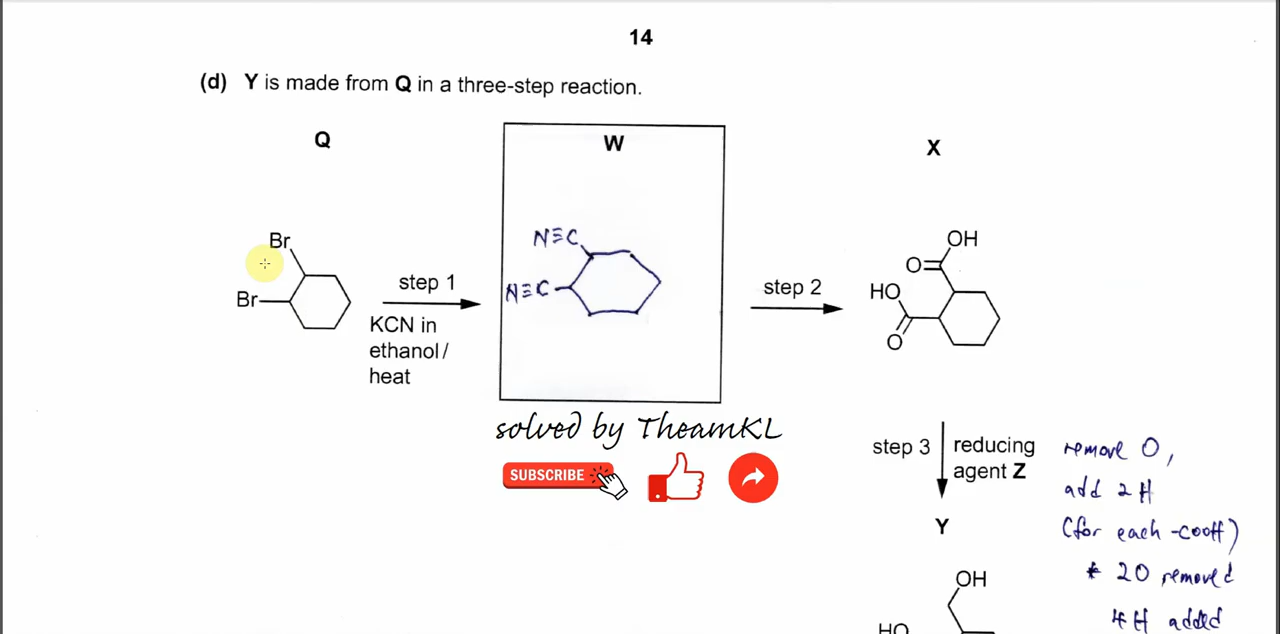 14
(d) Y is made from Q in a three-step reaction.
Q
W
X
Br
Br
step 1
KCN in
ethanol/
heat
N≡C
N≡C
step 2
OH
O
HO
O
solved by TheamKL
SUBSCRIBE
step 3
reducing
agent Z
remove O,
add 2 H
(for each -COOH)
* 2O removed
4H added
Y
OH
HO